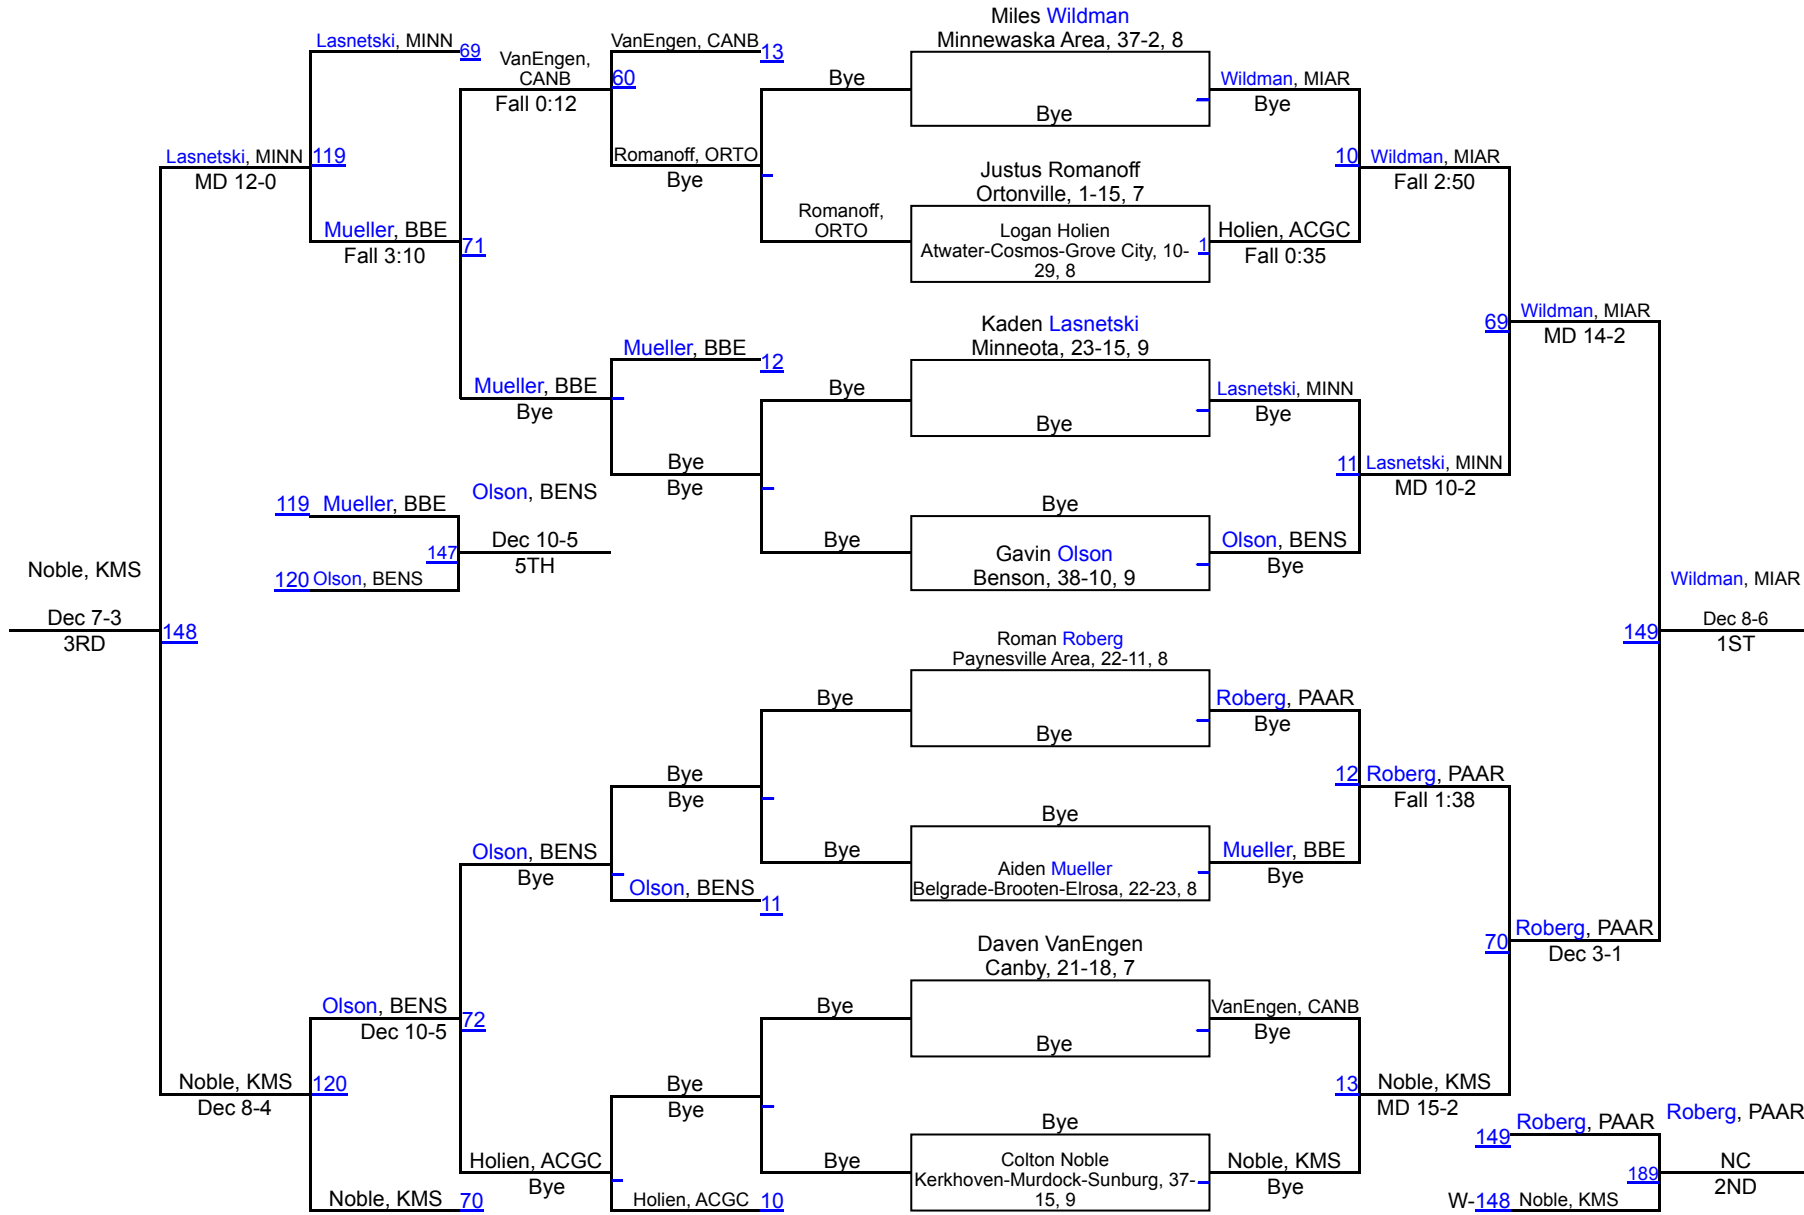 Miles Wildman
Minnewaska Area, 37-2, 8
Bye
Bye
Wildman, MIAR
Bye
Justus Romanoff
Ortonville, 1-15, 7
Logan Holien
Atwater-Cosmos-Grove City, 10-
29, 8
1
Romanoff,
ORTO
Holien, ACGC
Fall 0:35
10
Wildman, MIAR
Fall 2:50
Kaden Lasnetski
Minneota, 23-15, 9
Bye
Bye
Lasnetski, MINN
Bye
Bye
Gavin Olson
Benson, 38-10, 9
Bye
Olson, BENS
Bye
11
Lasnetski, MINN
MD 10-2
69
Wildman, MIAR
MD 14-2
Roman Roberg
Paynesville Area, 22-11, 8
Bye
Bye
Roberg, PAAR
Bye
Bye
Aiden Mueller
Belgrade-Brooten-Elrosa, 22-23, 8
Bye
Mueller, BBE
Bye
12
Roberg, PAAR
Fall 1:38
Daven VanEngen
Canby, 21-18, 7
Bye
Bye
VanEngen, CANB
Bye
Bye
Colton Noble
Kerkhoven-Murdock-Sunburg, 37-
15, 9
Bye
Noble, KMS
Bye
13
Noble, KMS
MD 15-2
70
Roberg, PAAR
Dec 3-1
149
Wildman, MIAR
Dec 8-6
1ST
149
Roberg, PAAR
W-148
Noble, KMS
189
Roberg, PAAR
NC
2ND
VanEngen, CANB
13
Romanoff, ORTO
Bye
60
VanEngen,
CANB
Fall 0:12
Mueller, BBE
12
Bye
Bye
Mueller, BBE
Bye
71
Mueller, BBE
Fall 3:10
Lasnetski, MINN
69
119
Lasnetski, MINN
MD 12-0
119
Mueller, BBE
120
Olson, BENS
147
Olson, BENS
Dec 10-5
5TH
Bye
Bye
Olson, BENS
11
Olson, BENS
Bye
Bye
Bye
Holien, ACGC
10
Holien, ACGC
Bye
72
Olson, BENS
Dec 10-5
Noble, KMS
70
120
Noble, KMS
Dec 8-4
148
Noble, KMS
Dec 7-3
3RD